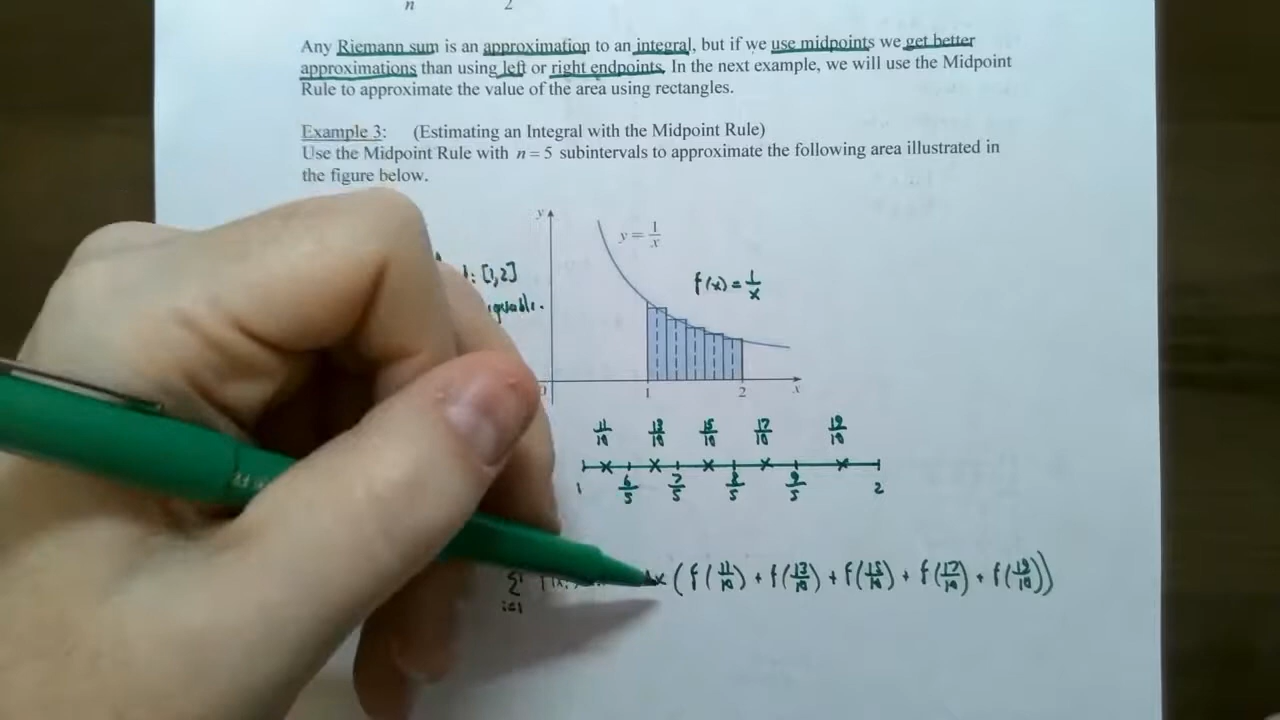 n 2
Any Riemann sum is an approximation to an integral, but if we use midpoints we get better
approximations than using left or right endpoints. In the next example, we will use the Midpoint
Rule to approximate the value of the area using rectangles.
Example 3: (Estimating an Integral with the Midpoint Rule)
Use the Midpoint Rule with n = 5 subintervals to approximate the following area illustrated in
the figure below.
y
y = 1/x
: [1,2]
f(x) = 1/x
1 2 x
11/10 13/10 15/10 17/10 19/10
1 6/5 7/5 8/5 9/5 2
Σ i=1 Δx (f(11/10) + f(13/10) + f(15/10) + f(17/10) + f(19/10))